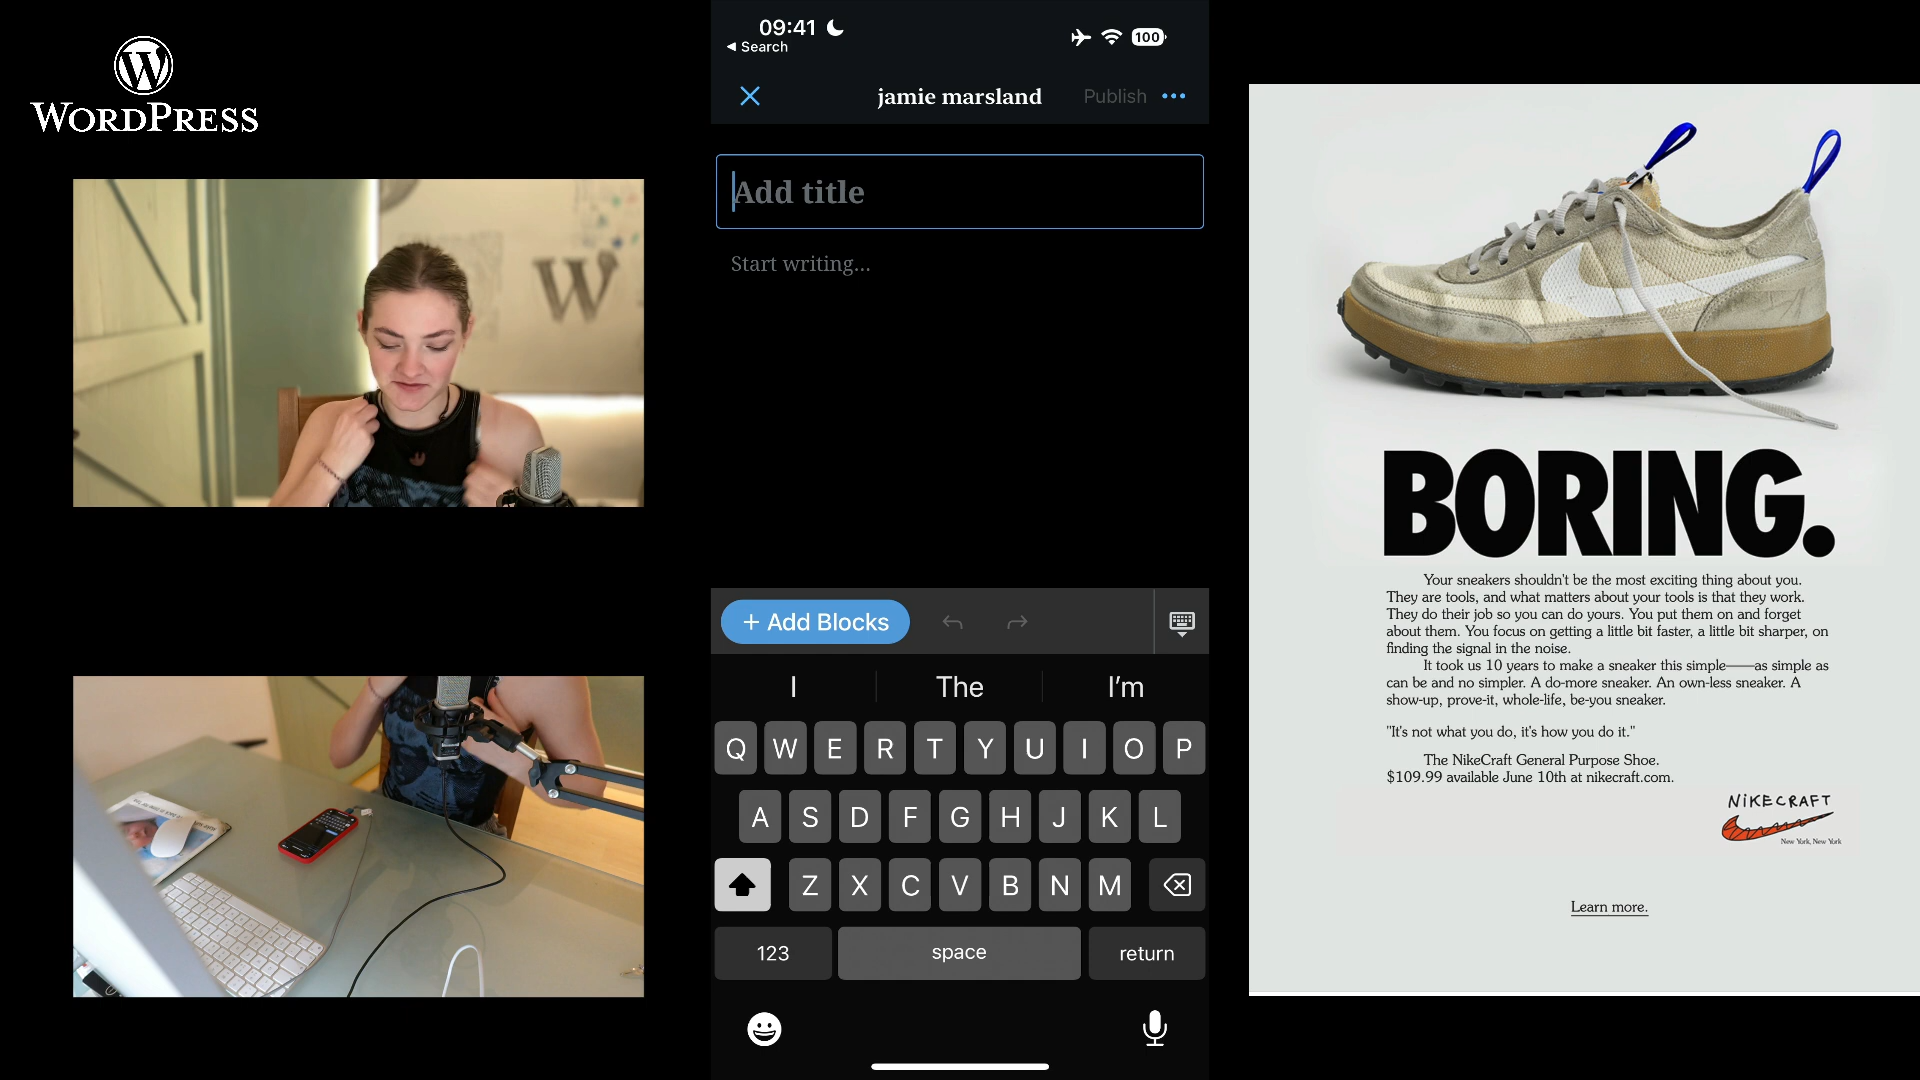 WORDPRESS
W
09:41
100
Search
jamie marsland
Publish
Add title
Start writing...
+ Add Blocks
I
The
I'm
Q W E R T Y U I O P
A S D F G H J K L
Z X C V B N M
123
space
return
BORING.
Your sneakers shouldn't be the most exciting thing about you.
They are tools, and what matters about your tools is that they work.
They do their job so you can do yours. You put them on and forget
about them. You focus on getting a little bit faster, a little bit sharper, on
finding the signal in the noise.
It took us 10 years to make a sneaker this simple——as simple as
can be and no simpler. A do-more sneaker. An own-less sneaker. A
show-up, prove-it, whole-life, be-you sneaker.
"It's not what you do, it's how you do it."
The NikeCraft General Purpose Shoe.
$109.99 available June 10th at nikecraft.com.
NIKECRAFT
New York, New York
Learn more.